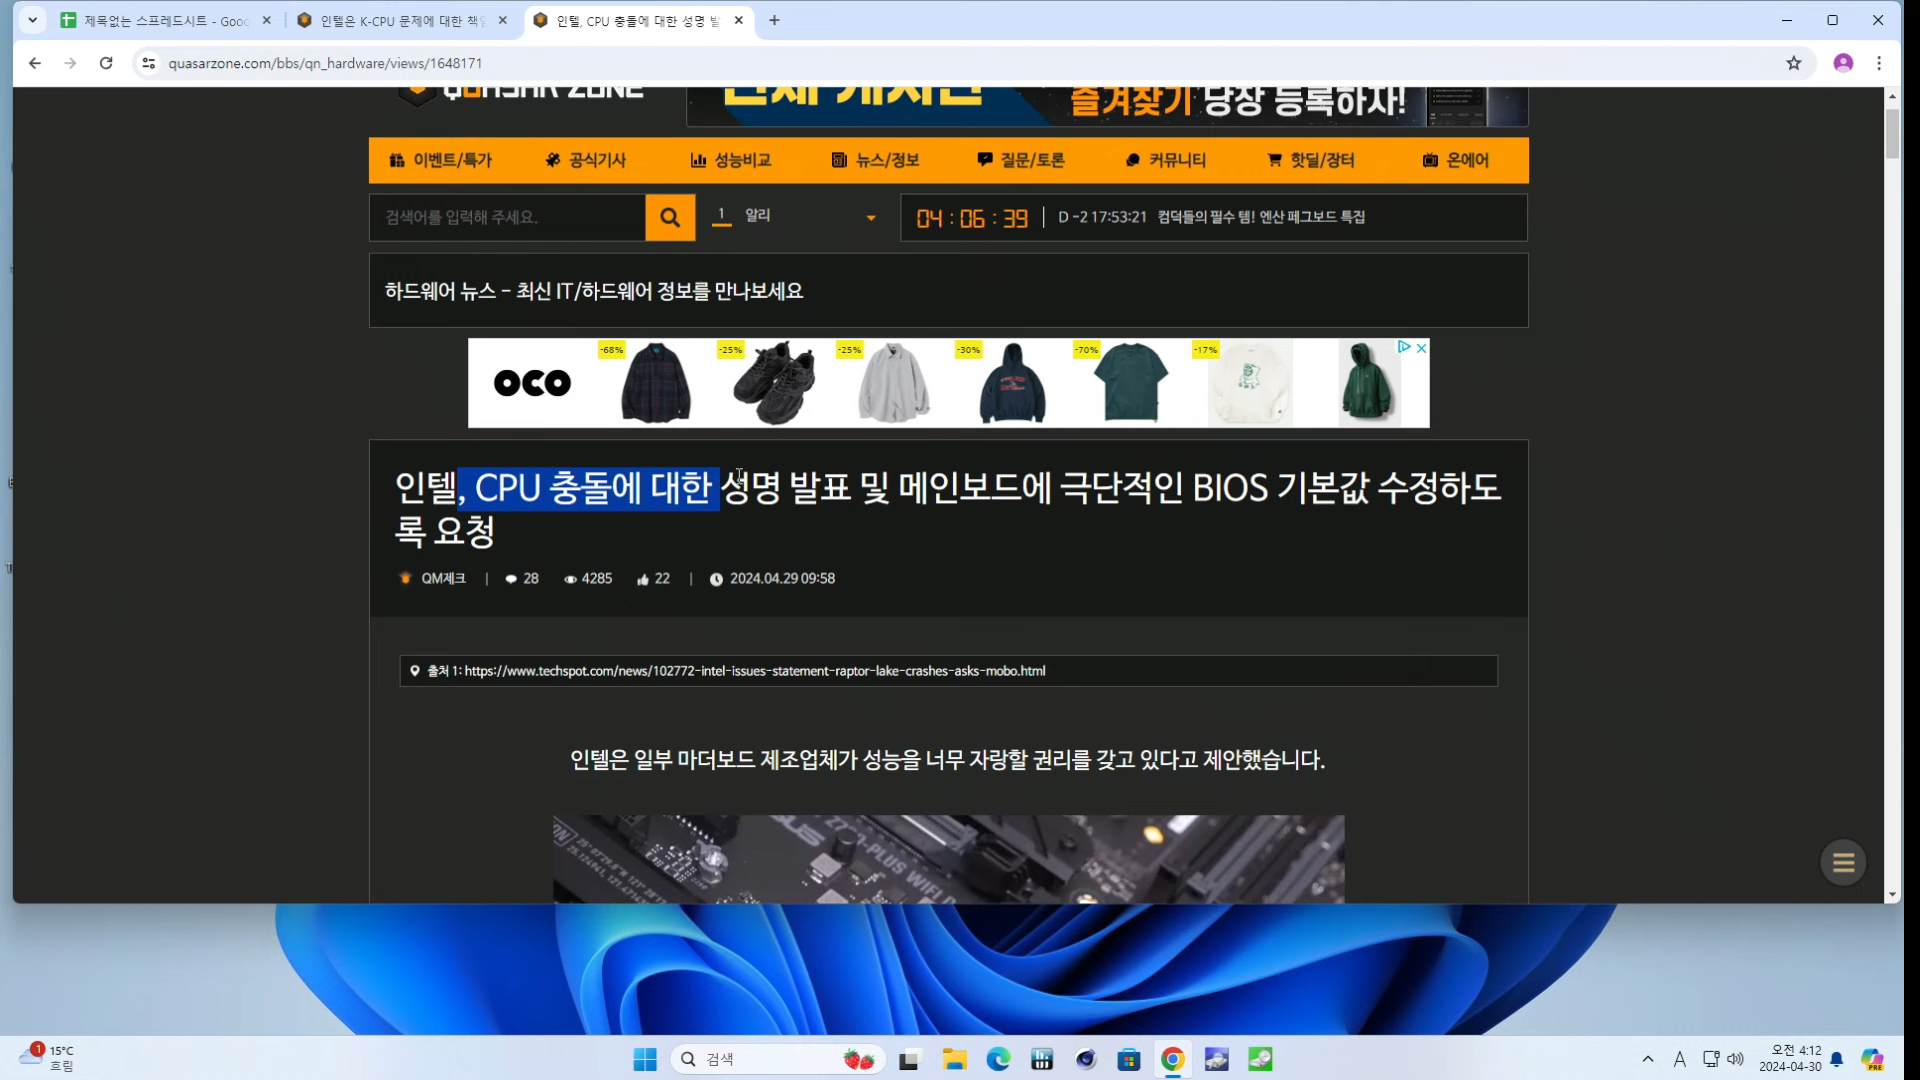 제목없는 스프레드시트 - Goog
인텔은 K-CPU 문제에 대한 책임
인텔, CPU 충돌에 대한 성명 발
quasarzone.com/bbs/qn_hardware/views/1648171
QUASAR ZONE
즐겨찾기 당장 등록하자!
이벤트/특가
공식기사
성능비교
뉴스/정보
질문/토론
커뮤니티
핫딜/장터
온에어
검색어를 입력해 주세요.
1 알리
04 : 06 : 39
D -2 17:53:21 컴덕들의 필수 템! 엔산 페그보드 특집
하드웨어 뉴스 - 최신 IT/하드웨어 정보를 만나보세요
OCO
-68%
-25%
-25%
-30%
-70%
-17%
인텔, CPU 충돌에 대한 성명 발표 및 메인보드에 극단적인 BIOS 기본값 수정하도
록 요청
QM제크 | 28 4285 22 | 2024.04.29 09:58
출처 1: https://www.techspot.com/news/102772-intel-issues-statement-raptor-lake-crashes-asks-mobo.html
인텔은 일부 마더보드 제조업체가 성능을 너무 자랑할 권리를 갖고 있다고 제안했습니다.
Z790-PLUS WIFI
1
15°C
흐림
검색
A
오전 4:12
2024-04-30
PRE